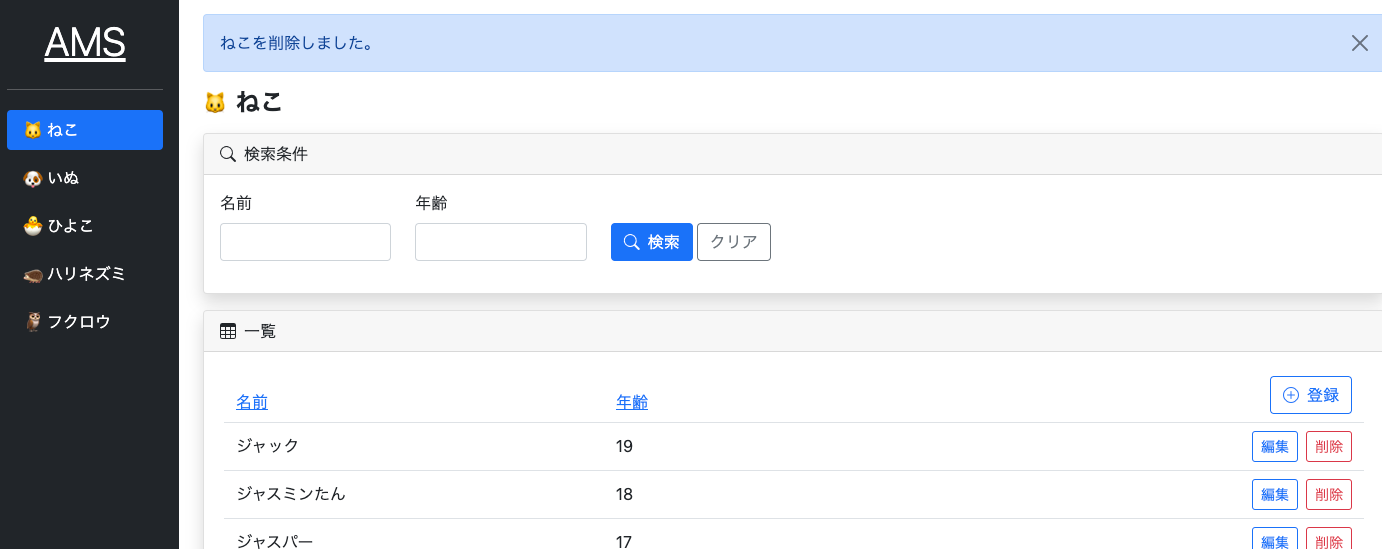 AMS
ねこ
いぬ
ひよこ
ハリネズミ
フクロウ
ねこを削除しました。
ねこ
検索条件
名前 年齢
検索 クリア
一覧
名前 年齢 登録
ジャック 19 編集 削除
ジャスミンたん 18 編集 削除
ジャスパー 17 編集 削除